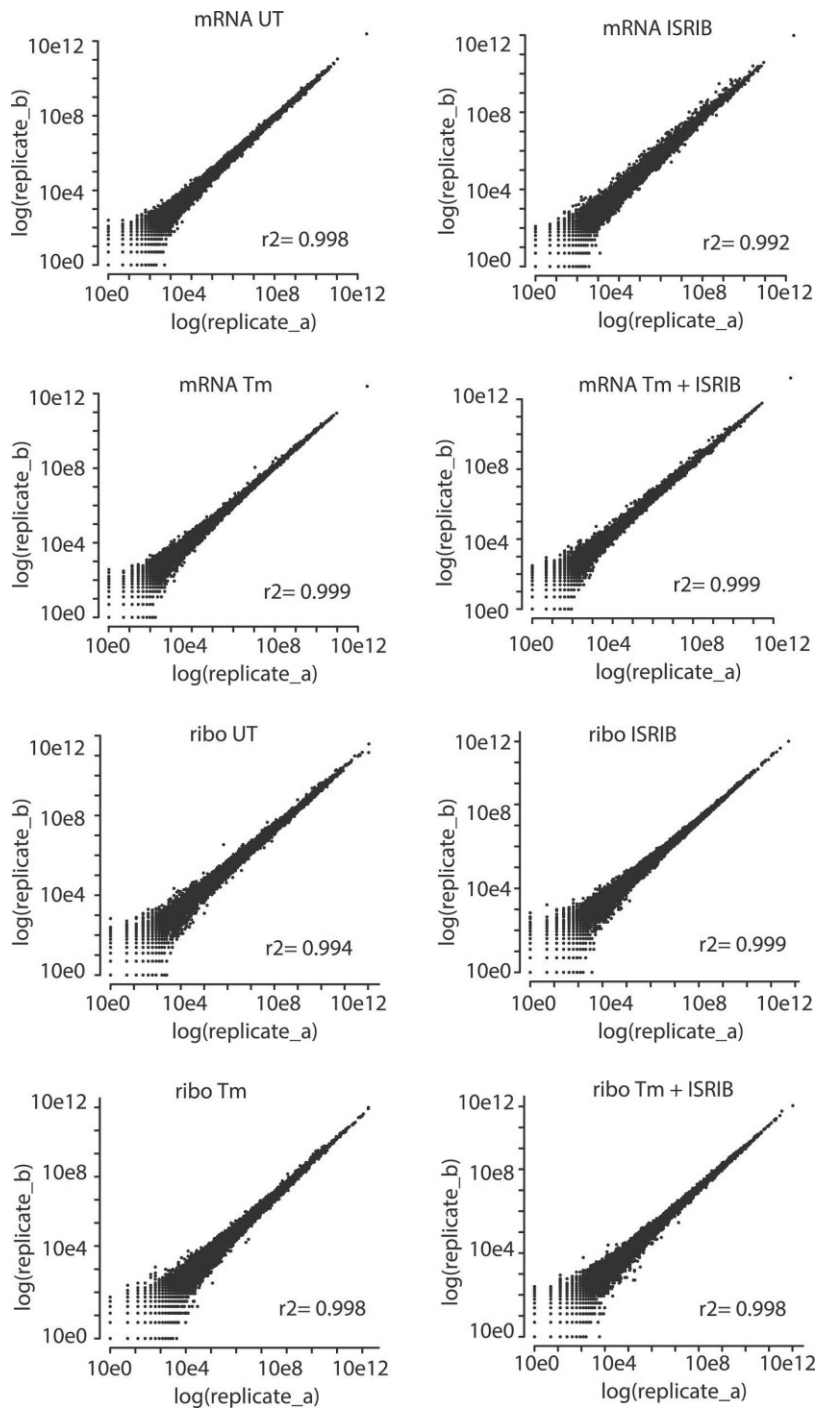 mRNA UT
10e12
10e8
10e4
10e0
log(replicate_b)
r2= 0.998
10e0 10e4 10e8 10e12
log(replicate_a)
mRNA ISRIB
10e12
10e8
10e4
10e0
log(replicate_b)
r2= 0.992
10e0 10e4 10e8 10e12
log(replicate_a)
mRNA Tm
10e12
10e8
10e4
10e0
log(replicate_b)
r2= 0.999
10e0 10e4 10e8 10e12
log(replicate_a)
mRNA Tm + ISRIB
10e12
10e8
10e4
10e0
log(replicate_b)
r2= 0.999
10e0 10e4 10e8 10e12
log(replicate_a)
ribo UT
10e12
10e8
10e4
10e0
log(replicate_b)
r2= 0.994
10e0 10e4 10e8 10e12
log(replicate_a)
ribo ISRIB
10e12
10e8
10e4
10e0
log(replicate_b)
r2= 0.999
10e0 10e4 10e8 10e12
log(replicate_a)
ribo Tm
10e12
10e8
10e4
10e0
log(replicate_b)
r2= 0.998
10e0 10e4 10e8 10e12
log(replicate_a)
ribo Tm + ISRIB
10e12
10e8
10e4
10e0
log(replicate_b)
r2= 0.998
10e0 10e4 10e8 10e12
log(replicate_a)